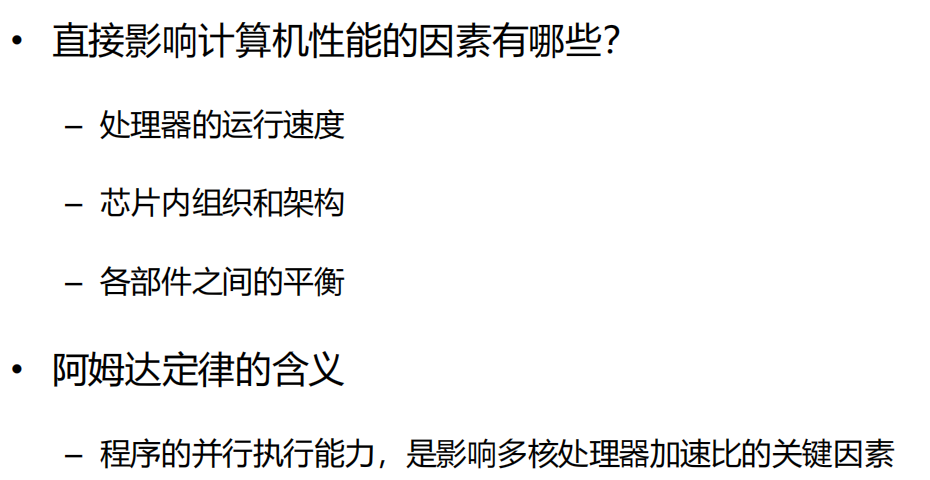 • 直接影响计算机性能的因素有哪些？
– 处理器的运行速度
– 芯片内组织和架构
– 各部件之间的平衡
• 阿姆达定律的含义
– 程序的并行执行能力，是影响多核处理器加速比的关键因素